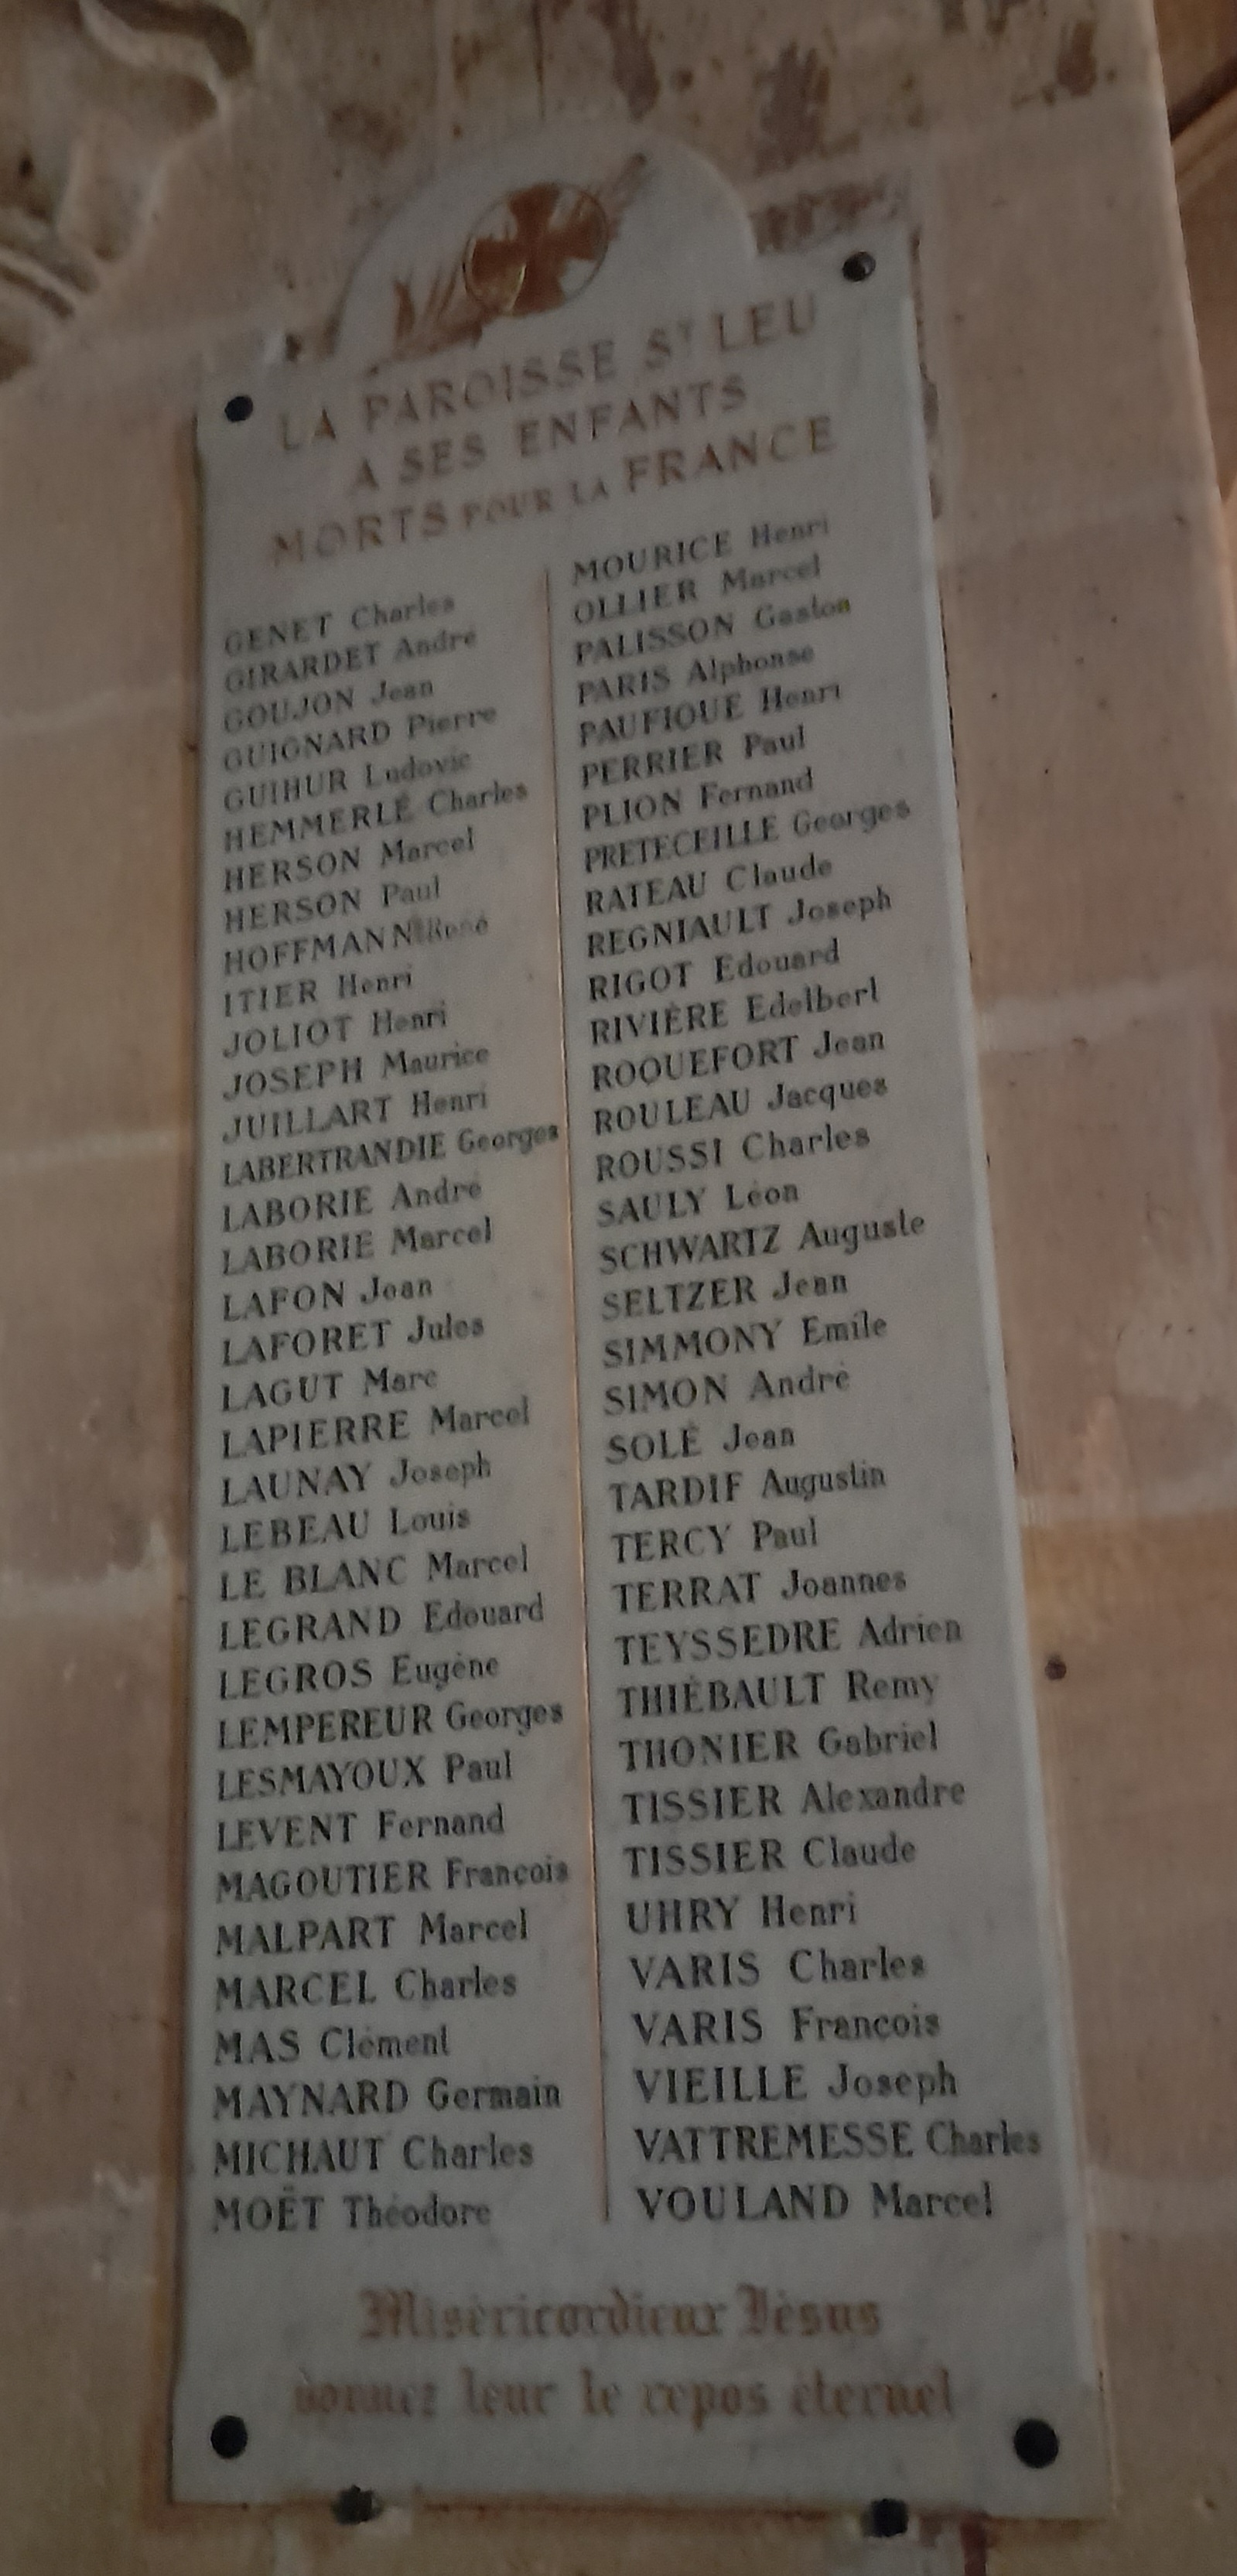 LA PAROISSE ST LEU
A SES ENFANTS
MORTS POUR LA FRANCE
GENET Charles
GIRARDET André
GOUJON Jean
GUIGNARD Pierre
GUIHUR Ludovic
HEMMERLÉ Charles
HERSON Marcel
HERSON Paul
HOFFMANN René
ITIER Henri
JOLIOT Henri
JOSEPH Maurice
JUILLART Henri
LABERTRANDIE Georges
LABORIE André
LABORIE Marcel
LAFON Jean
LAFORET Jules
LAGUT Marc
LAPIERRE Marcel
LAUNAY Joseph
LEBEAU Louis
LE BLANC Marcel
LEGRAND Edouard
LEGROS Eugène
LEMPEREUR Georges
LESMAYOUX Paul
LEVENT Fernand
MAGOUTIER François
MALPART Marcel
MARCEL Charles
MAS Clément
MAYNARD Germain
MICHAUT Charles
MOËT Théodore
MOURICE Henri
OLLIER Marcel
PALISSON Gaston
PARIS Alphonse
PAUFIQUE Henri
PERRIER Paul
PLION Fernand
PRETECEILLE Georges
RATEAU Claude
REGNIAULT Joseph
RIGOT Edouard
RIVIÈRE Edelbert
ROQUEFORT Jean
ROULEAU Jacques
ROUSSI Charles
SAULY Léon
SCHWARTZ Auguste
SELTZER Jean
SIMMONY Emile
SIMON André
SOLÉ Jean
TARDIF Augustin
TERCY Paul
TERRAT Joannes
TEYSSEDRE Adrien
THIÉBAULT Remy
THONIER Gabriel
TISSIER Alexandre
TISSIER Claude
UHRY Henri
VARIS Charles
VARIS François
VIEILLE Joseph
VATTREMESSE Charles
VOULAND Marcel
Miséricordieux Jésus
donnez leur le repos éternel